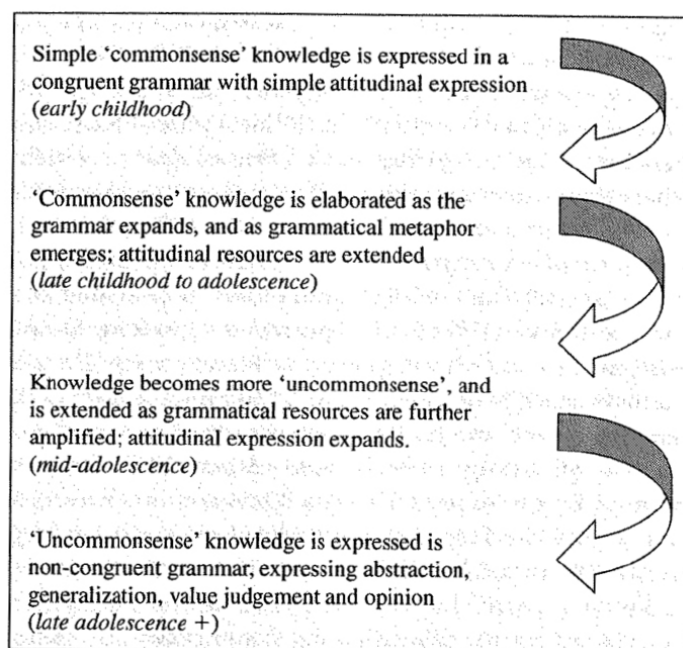 Simple ‘commonsense’ knowledge is expressed in a
congruent grammar with simple attitudinal expression
(early childhood)
‘Commonsense’ knowledge is elaborated as the
grammar expands, and as grammatical metaphor
emerges; attitudinal resources are extended
(late childhood to adolescence)
Knowledge becomes more ‘uncommonsense’, and
is extended as grammatical resources are further
amplified; attitudinal expression expands.
(mid-adolescence)
‘Uncommonsense’ knowledge is expressed is
non-congruent grammar, expressing abstraction,
generalization, value judgement and opinion
(late adolescence +)